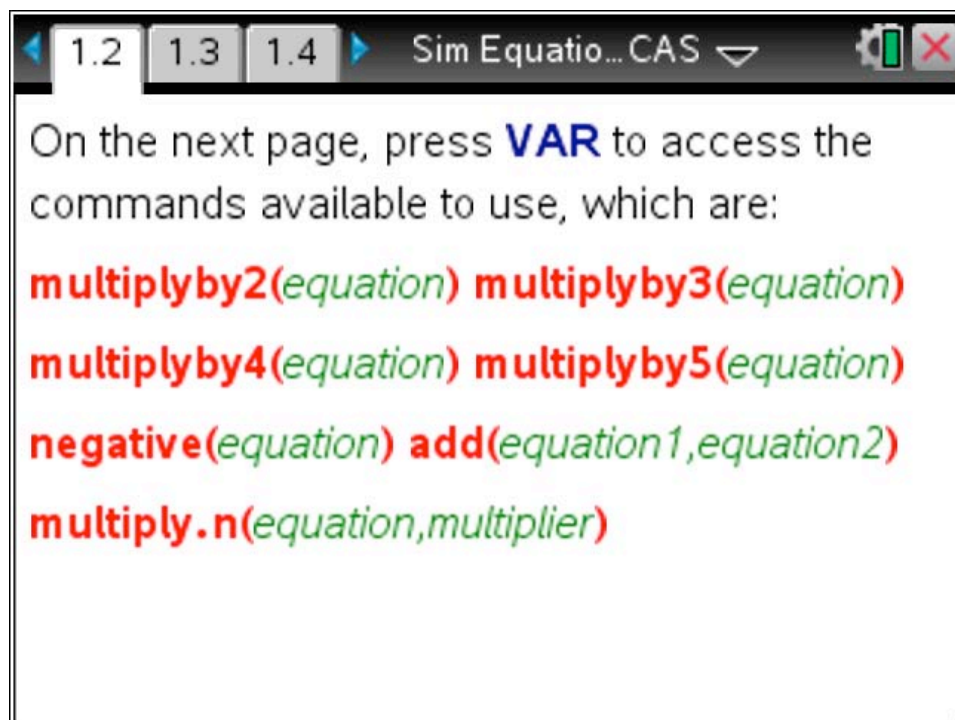 1.2 1.3 1.4 Sim Equatio...CAS
On the next page, press VAR to access the
commands available to use, which are:
multiplyby2(equation) multiplyby3(equation)
multiplyby4(equation) multiplyby5(equation)
negative(equation) add(equation1,equation2)
multiply.n(equation,multiplier)